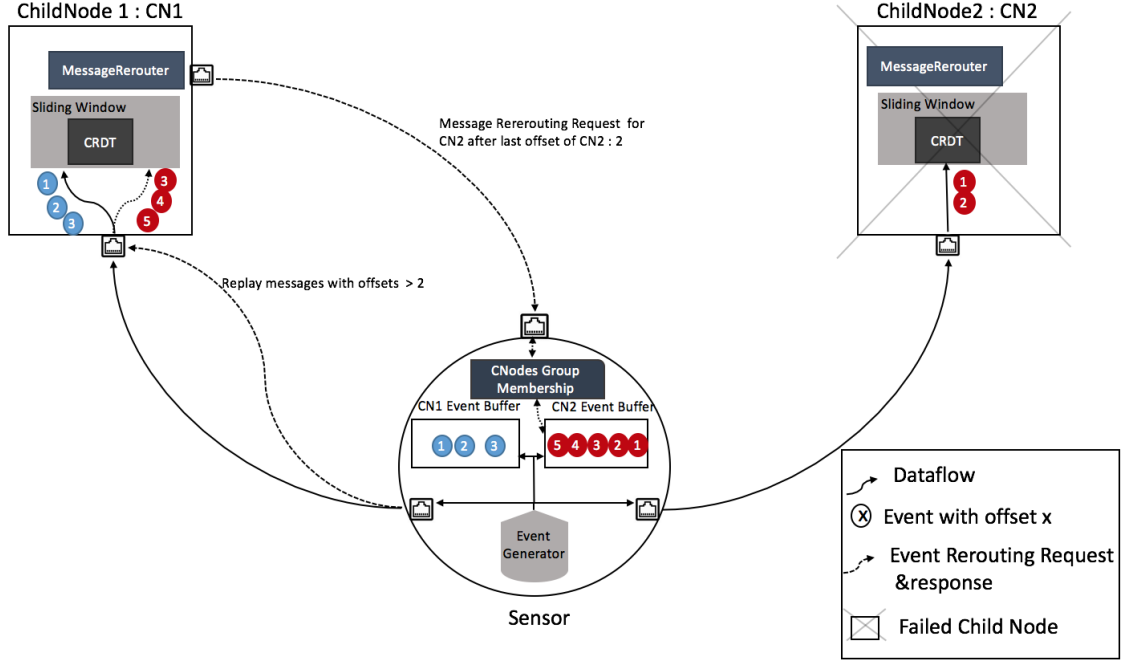 ChildNode 1 : CN1
ChildNode2 : CN2
MessageRerouter
Sliding Window
CRDT
1
2
3
3
4
5
MessageRerouter
Sliding Window
CRDT
1
2
Message Rererouting Request for
CN2 after last offset of CN2 : 2
Replay messages with offsets > 2
CNodes Group
Membership
CN1 Event Buffer
CN2 Event Buffer
1 2 3
5 4 3 2 1
Event
Generator
Sensor
Dataflow
X Event with offset x
Event Rerouting Request
&response
Failed Child Node